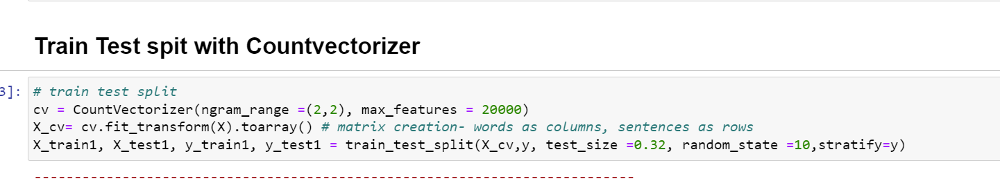 Train Test spit with Countvectorizer
3]: # train test split
cv = CountVectorizer(ngram_range =(2,2), max_features = 20000)
X_cv= cv.fit_transform(X).toarray() # matrix creation- words as columns, sentences as rows
X_train1, X_test1, y_train1, y_test1 = train_test_split(X_cv,y, test_size =0.32, random_state =10,stratify=y)
---------------------------------------------------------------------------